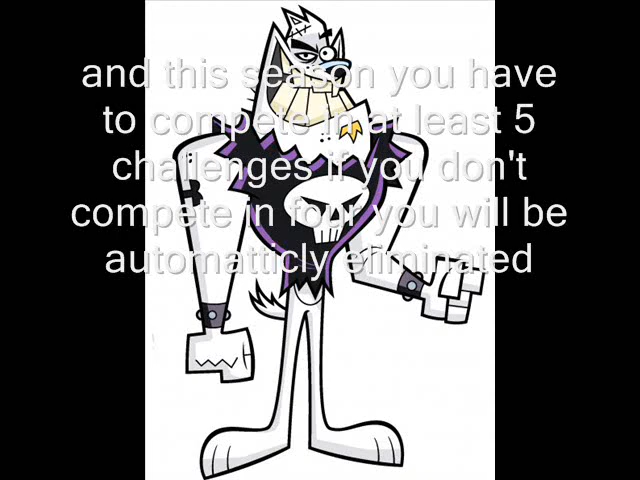 and this season you have
to compete in at least 5
challenges if you don't
compete in four you will be
automatticly eliminated